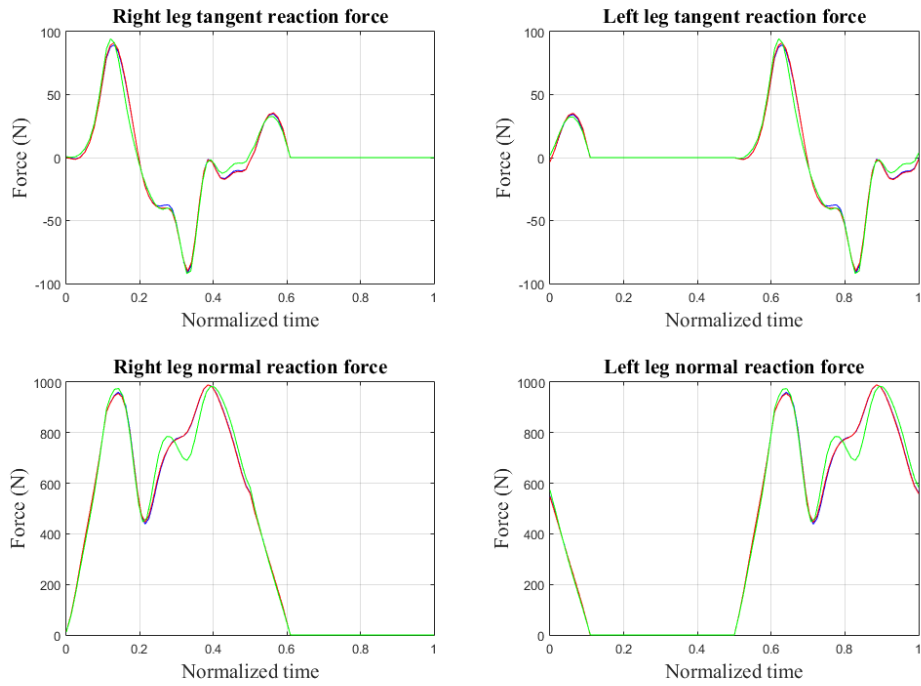 Right leg tangent reaction force
100
50
0
-50
-100
Force (N)
0 0.2 0.4 0.6 0.8 1
Normalized time
Left leg tangent reaction force
100
50
0
-50
-100
Force (N)
0 0.2 0.4 0.6 0.8 1
Normalized time
Right leg normal reaction force
1000
800
600
400
200
0
Force (N)
0 0.2 0.4 0.6 0.8 1
Normalized time
Left leg normal reaction force
1000
800
600
400
200
0
Force (N)
0 0.2 0.4 0.6 0.8 1
Normalized time